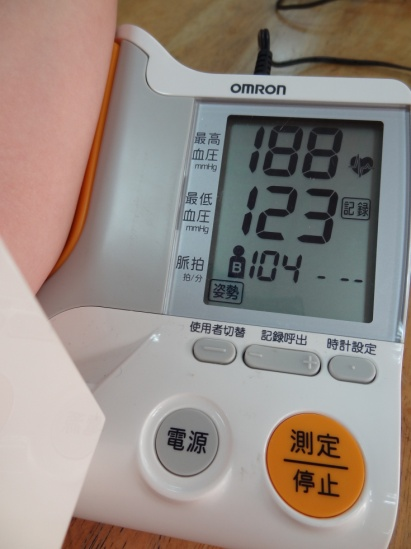 OMRON
最高
血圧
mmHg
188
最低
血圧
mmHg
123
記録
脈拍
拍/分
B
104
- --
姿勢
使用者切替
記録呼出
時計設定
—
-
+
電源
測定
停止